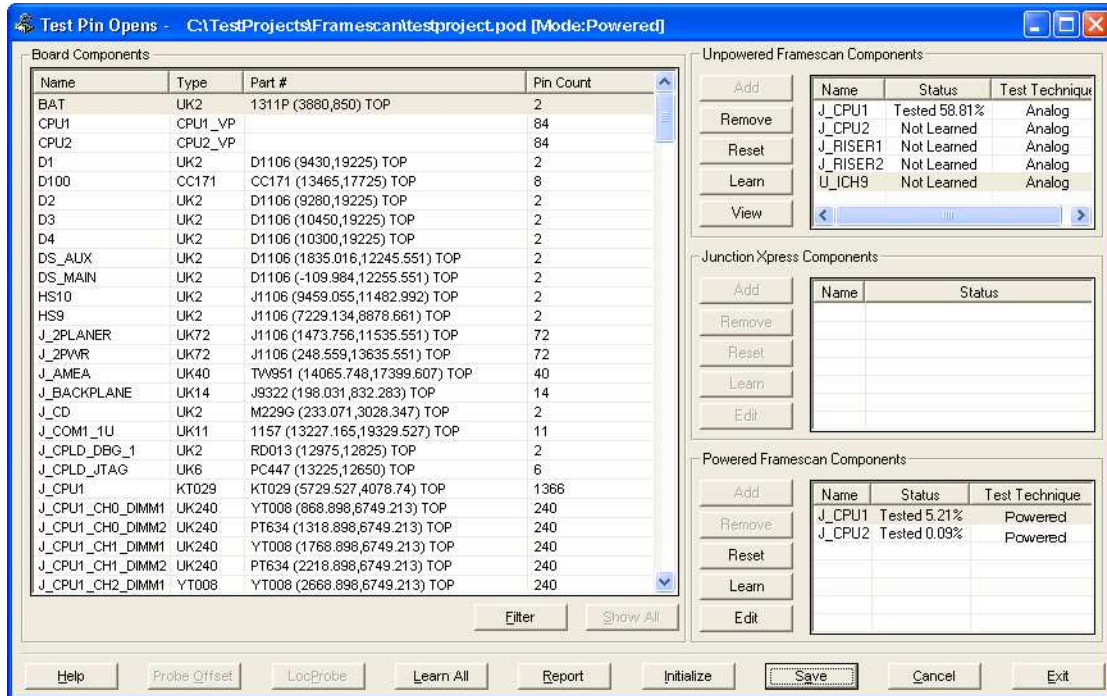 Test Pin Opens - C:\TestProjects\Framescan\testproject.pod [Mode:Powered]
Board Components
Name Type Part # Pin Count
BAT UK2 1311P (3880,850) TOP 2
CPU1 CPU1_VP 84
CPU2 CPU2_VP 84
D1 UK2 D1106 (9430,19225) TOP 2
D100 CC171 CC171 (13465,17725) TOP 8
D2 UK2 D1106 (9280,19225) TOP 2
D3 UK2 D1106 (10450,19225) TOP 2
D4 UK2 D1106 (10300,19225) TOP 2
DS_AUX UK2 D1106 (1835.016,12245.551) TOP 2
DS_MAIN UK2 D1106 (-109.984,12255.551) TOP 2
HS10 UK2 J1106 (9459.055,11482.992) TOP 2
HS9 UK2 J1106 (7229.134,8878.661) TOP 2
J_2PLANER UK72 J1106 (1473.756,11535.551) TOP 72
J_2PWR UK72 J1106 (248.559,13635.551) TOP 72
J_AMEA UK40 TW951 (14065.748,17399.607) TOP 40
J_BACKPLANE UK14 J9322 (198.031,832.283) TOP 14
J_CD UK2 M229G (233.071,3028.347) TOP 2
J_COM1_1U UK11 1157 (13227.165,19329.527) TOP 11
J_CPLD_DBG_1 UK2 RD013 (12975,12825) TOP 2
J_CPLD_JTAG UK6 PC447 (13225,12650) TOP 6
J_CPU1 KT029 KT029 (5729.527,4078.74) TOP 1366
J_CPU1_CH0_DIMM1 UK240 YT008 (868.898,6749.213) TOP 240
J_CPU1_CH0_DIMM2 UK240 PT634 (1318.898,6749.213) TOP 240
J_CPU1_CH1_DIMM1 UK240 YT008 (1768.898,6749.213) TOP 240
J_CPU1_CH1_DIMM2 UK240 PT634 (2218.898,6749.213) TOP 240
J_CPU1_CH2_DIMM1 YT008 YT008 (2668.898,6749.213) TOP 240
Filter Show All
Unpowered Framescan Components
Add
Remove
Reset
Learn
View
Name Status Test Technique
J_CPU1 Tested 58.81% Analog
J_CPU2 Not Learned Analog
J_RISER1 Not Learned Analog
J_RISER2 Not Learned Analog
U_ICH9 Not Learned Analog
Junction Xpress Components
Add
Remove
Reset
Learn
Edit
Name Status
Powered Framescan Components
Add
Remove
Reset
Learn
Edit
Name Status Test Technique
J_CPU1 Tested 5.21% Powered
J_CPU2 Tested 0.09% Powered
Help Probe Offset LocProbe Learn All Report Initialize Save Cancel Exit